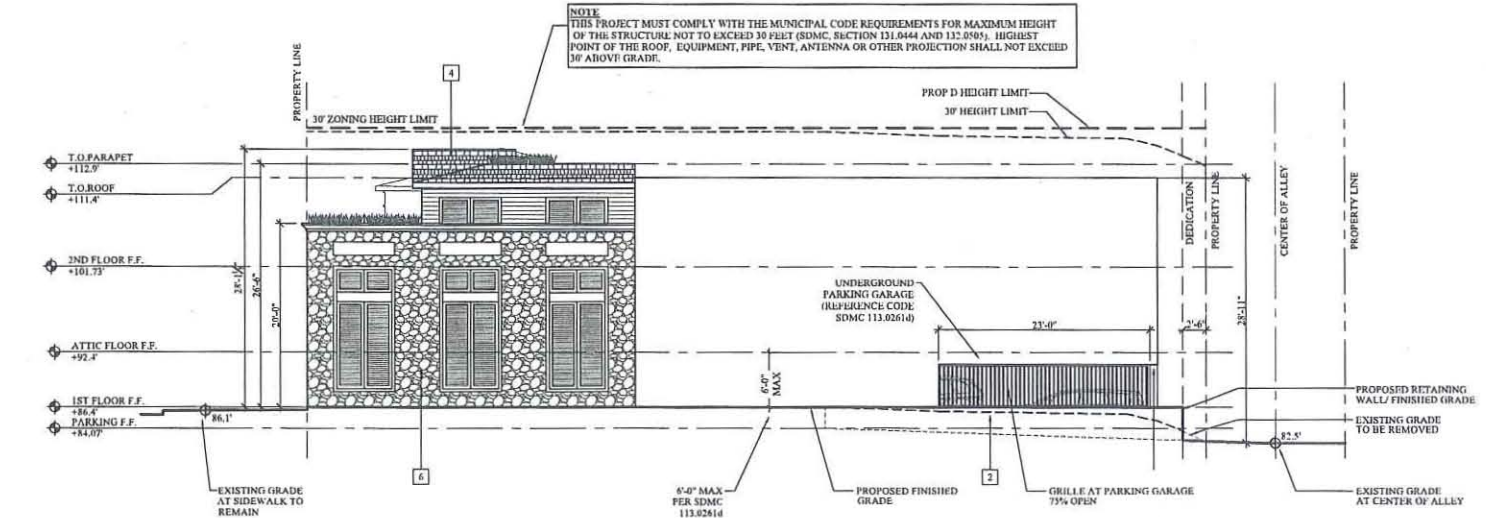 NOTE
THIS PROJECT MUST COMPLY WITH THE MUNICIPAL CODE REQUIREMENTS FOR MAXIMUM HEIGHT
OF THE STRUCTURE NOT TO EXCEED 30 FEET (SDMC, SECTION 131.0444 AND 132.0505). HIGHEST
POINT OF THE ROOF, EQUIPMENT, PIPE, VENT, ANTENNA OR OTHER PROJECTION SHALL NOT EXCEED
30' ABOVE GRADE.
4
PROPERTY LINE
30' ZONING HEIGHT LIMIT
PROP D HEIGHT LIMIT
30' HEIGHT LIMIT
T.O.PARAPET
+112.9'
T.O.ROOF
+111.4'
2ND FLOOR F.F.
+101.73'
ATTIC FLOOR F.F.
+92.4'
1ST FLOOR F.F.
+86.4'
PARKING F.F.
+84.07'
86.1'
26'-6"
20'-0"
UNDERGROUND
PARKING GARAGE
(REFERENCE CODE
SDMC 113.0261d)
23'-0"
2'-6"
28'-11"
6'-0"
MAX
DEDICATION
PROPERTY LINE
CENTER OF ALLEY
PROPERTY LINE
PROPOSED RETAINING
WALL/ FINISHED GRADE
EXISTING GRADE
TO BE REMOVED
82.5'
6
2
EXISTING GRADE
AT SIDEWALK TO
REMAIN
6'-0" MAX
PER SDMC
113.0261d
PROPOSED FINISHED
GRADE
GRILLE AT PARKING GARAGE
75% OPEN
EXISTING GRADE
AT CENTER OF ALLEY